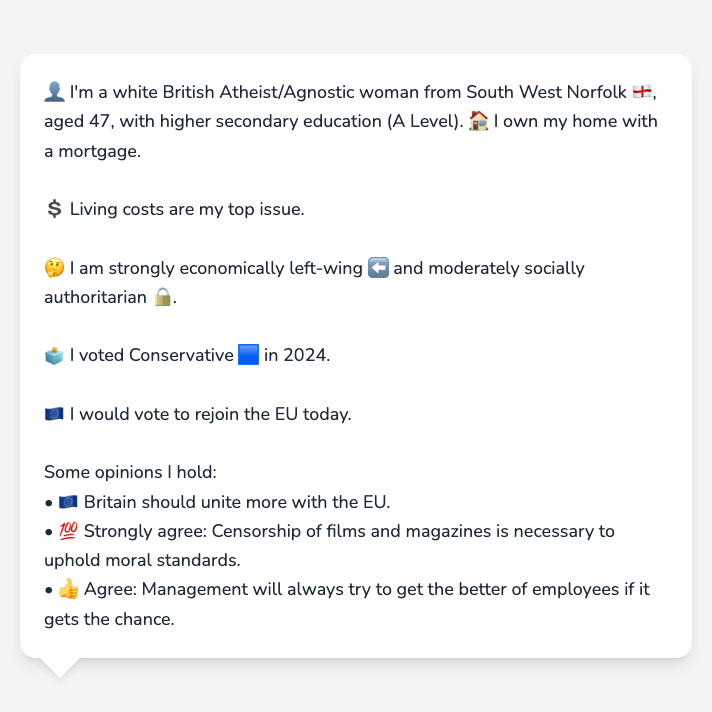 👤 I'm a white British Atheist/Agnostic woman from South West Norfolk 🏴󠁧󠁢󠁥󠁮󠁧󠁿,
aged 47, with higher secondary education (A Level). 🏠 I own my home with
a mortgage.
💲 Living costs are my top issue.
🤔 I am strongly economically left-wing ⬅️ and moderately socially
authoritarian 🔒.
🗳️ I voted Conservative 🟦 in 2024.
🇪🇺 I would vote to rejoin the EU today.
Some opinions I hold:
• 🇪🇺 Britain should unite more with the EU.
• 💯 Strongly agree: Censorship of films and magazines is necessary to
uphold moral standards.
• 👍 Agree: Management will always try to get the better of employees if it
gets the chance.